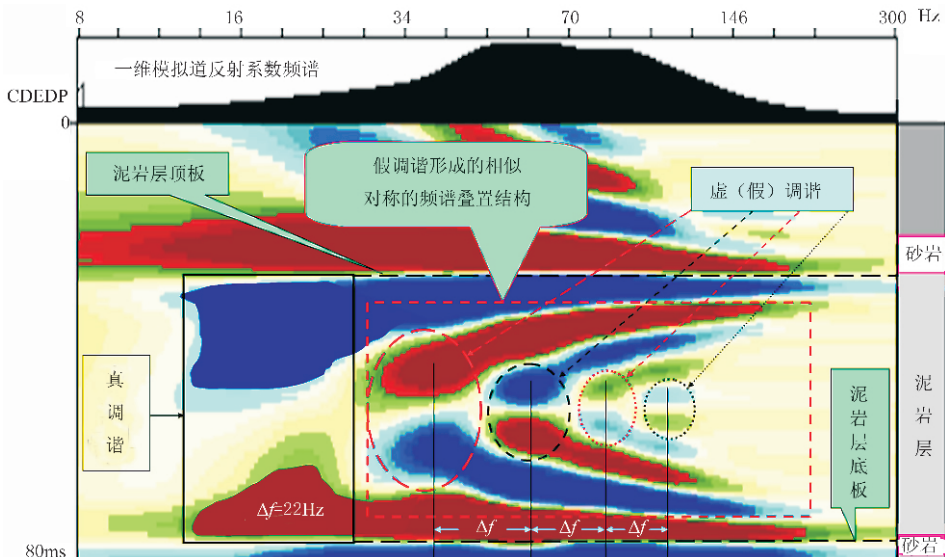 8 16 34 70 146 300 Hz
一维模拟道反射系数频谱
CDEDP
0
泥岩层顶板
假调谐形成的相似
对称的频谱叠置结构
虚（假）调谐
砂岩
真调谐
泥岩层底板
泥岩层
Δf=22Hz
Δf Δf Δf
80ms
砂岩